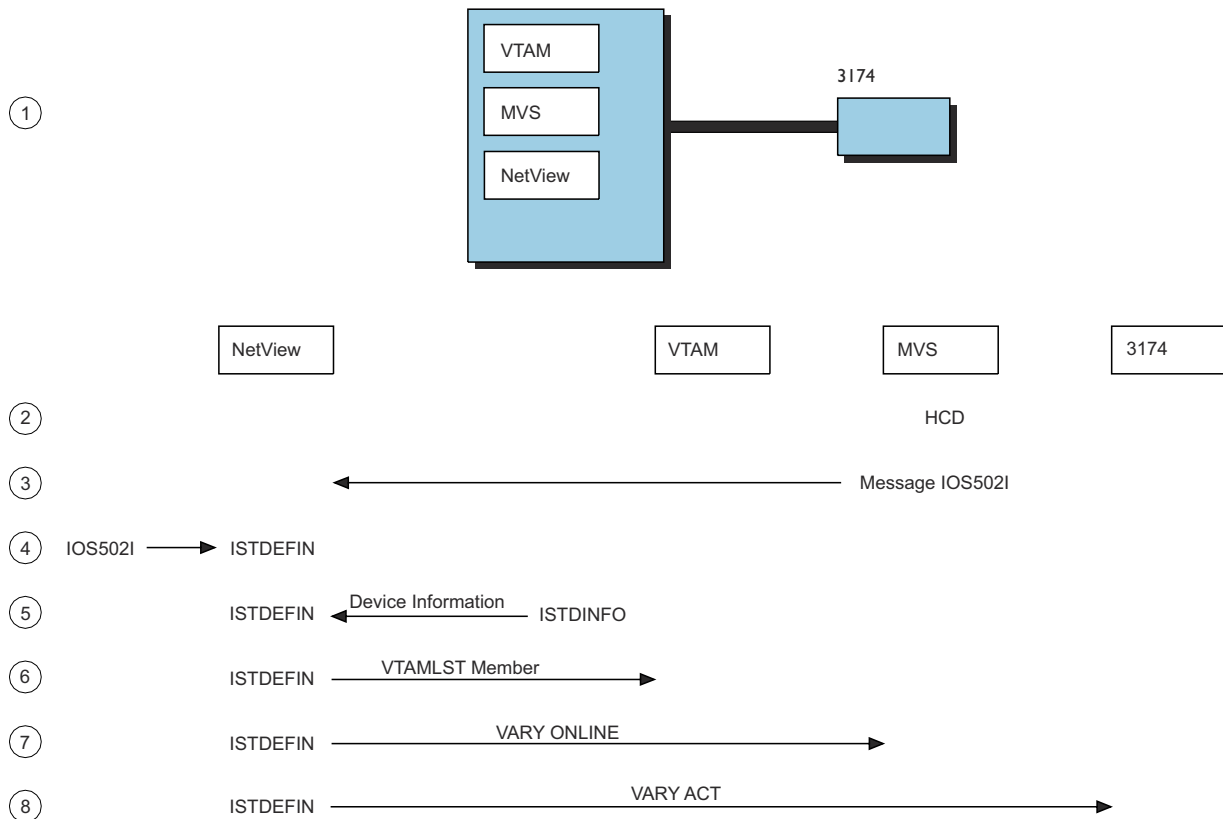 VTAM
3174
1
MVS
NetView
NetView
VTAM
MVS
3174
2
HCD
3
Message IOS502I
4
IOS502I
ISTDEFIN
5
ISTDEFIN
Device Information
ISTDINFO
6
ISTDEFIN
VTAMLST Member
7
ISTDEFIN
VARY ONLINE
8
ISTDEFIN
VARY ACT